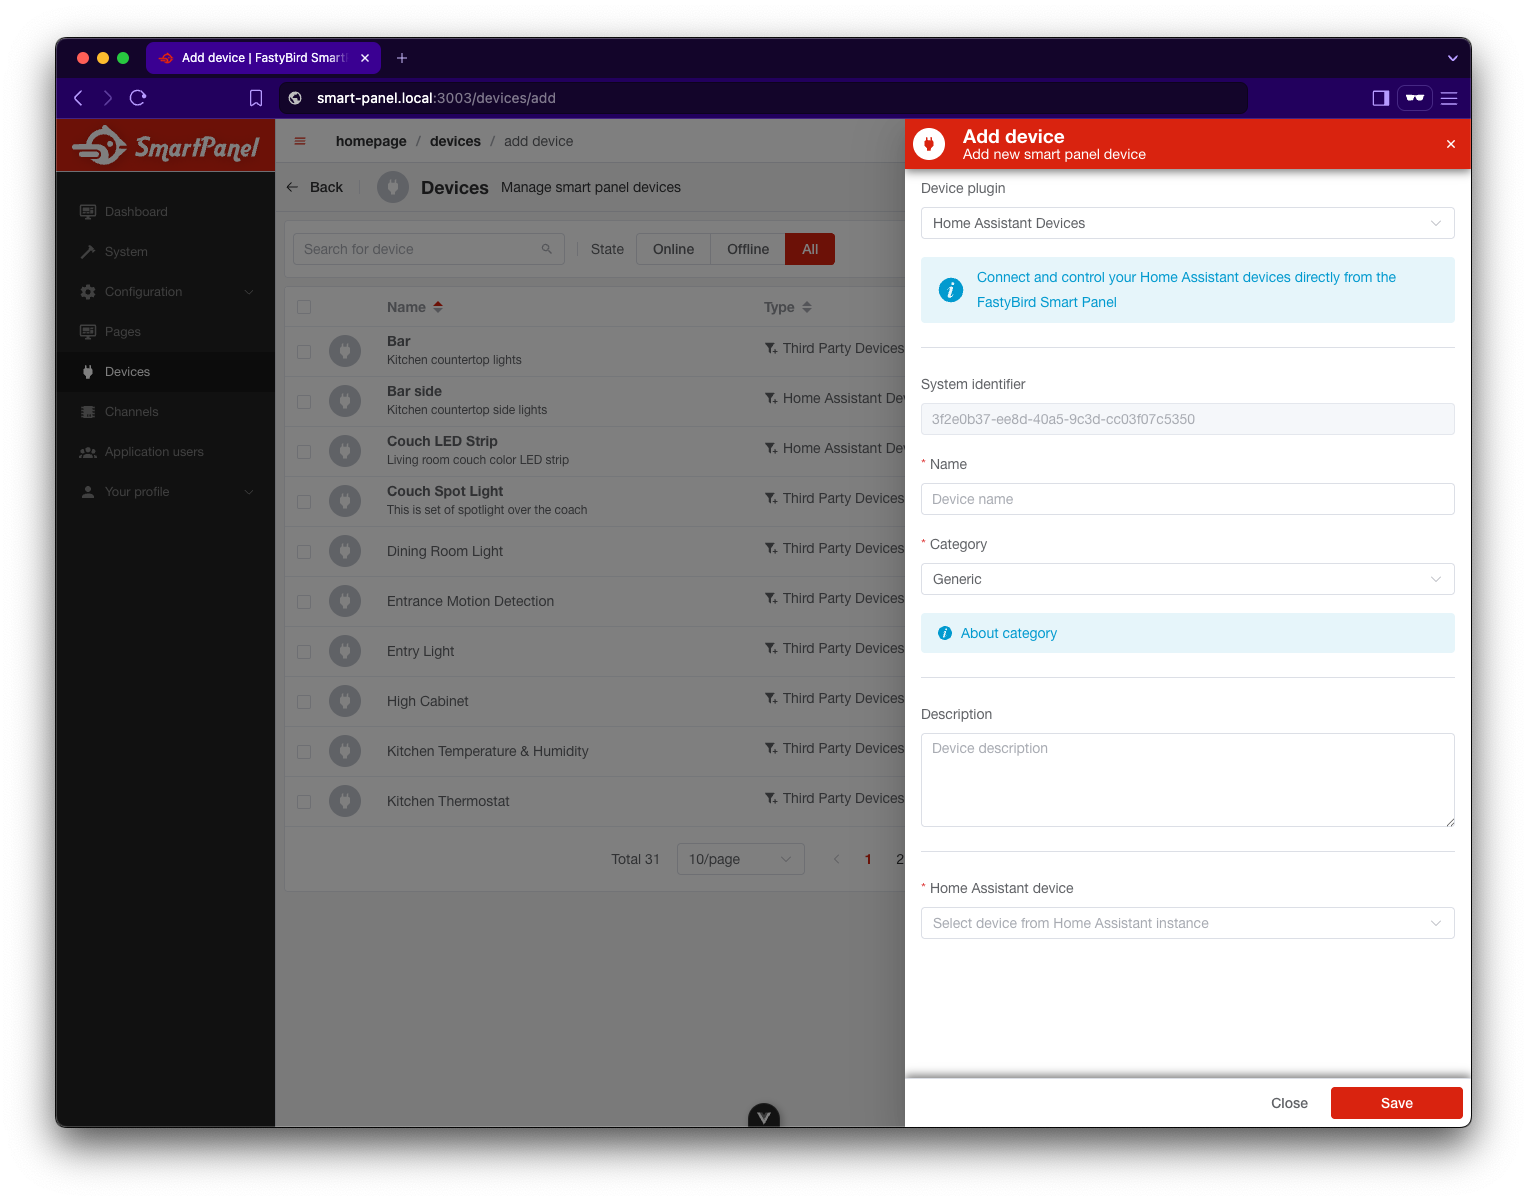 Add device | FastyBird Smart
smart-panel.local:3003/devices/add
SmartPanel
Dashboard
System
Configuration
Pages
Devices
Channels
Application users
Your profile
homepage / devices / add device
Back
Devices
Manage smart panel devices
Search for device
State
Online
Offline
All
Name
Type
Bar
Kitchen countertop lights
Third Party Devices
Bar side
Kitchen countertop side lights
Home Assistant De
Couch LED Strip
Living room couch color LED strip
Home Assistant De
Couch Spot Light
This is set of spotlight over the coach
Third Party Devices
Dining Room Light
Third Party Devices
Entrance Motion Detection
Third Party Devices
Entry Light
Third Party Devices
High Cabinet
Third Party Devices
Kitchen Temperature & Humidity
Third Party Devices
Kitchen Thermostat
Third Party Devices
Total 31
10/page
1
2
Add device
Add new smart panel device
Device plugin
Home Assistant Devices
Connect and control your Home Assistant devices directly from the
FastyBird Smart Panel
System identifier
3f2e0b37-ee8d-40a5-9c3d-cc03f07c5350
* Name
Device name
* Category
Generic
About category
Description
Device description
* Home Assistant device
Select device from Home Assistant instance
Close
Save